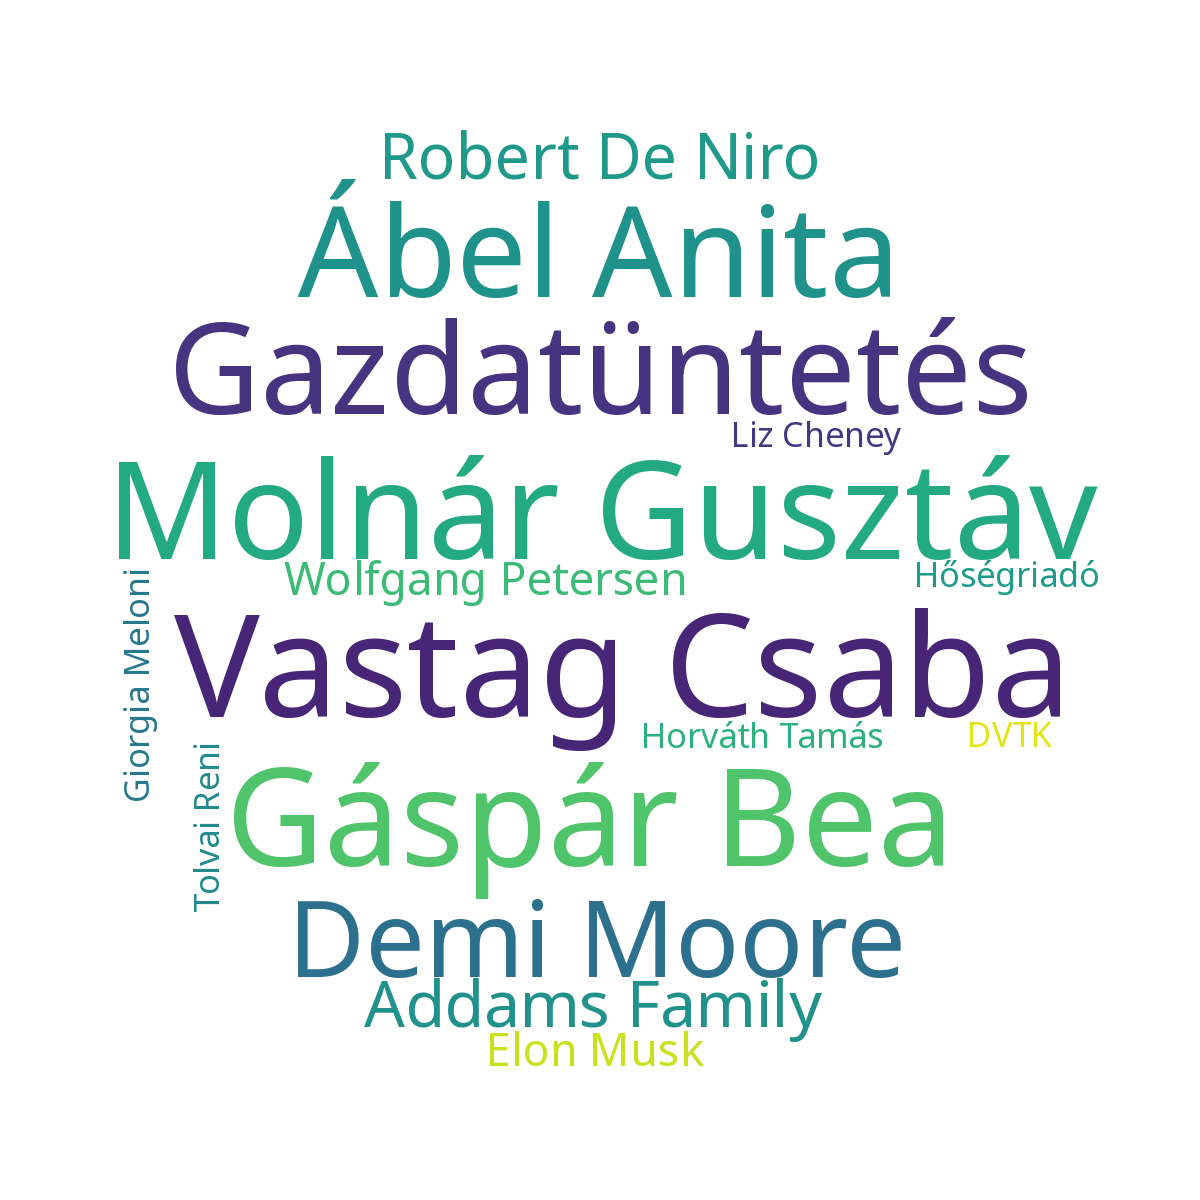 Robert De Niro
Ábel Anita
Gazdatüntetés
Liz Cheney
Molnár Gusztáv
Wolfgang Petersen
Hőségriadó
Giorgia Meloni
Vastag Csaba
Horváth Tamás
DVTK
Tolvai Reni
Gáspár Bea
Demi Moore
Addams Family
Elon Musk